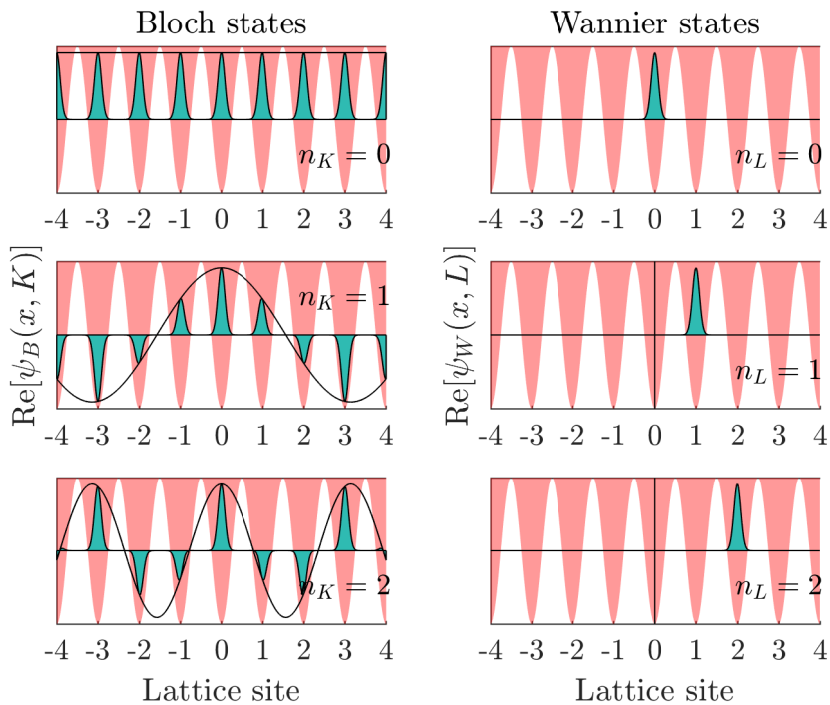 Bloch states
Wannier states
n_K = 0
n_L = 0
-4 -3 -2 -1 0 1 2 3 4
-4 -3 -2 -1 0 1 2 3 4
Re[ψ_B(x, K)]
Re[ψ_W(x, L)]
n_K = 1
n_L = 1
-4 -3 -2 -1 0 1 2 3 4
-4 -3 -2 -1 0 1 2 3 4
n_K = 2
n_L = 2
-4 -3 -2 -1 0 1 2 3 4
-4 -3 -2 -1 0 1 2 3 4
Lattice site
Lattice site